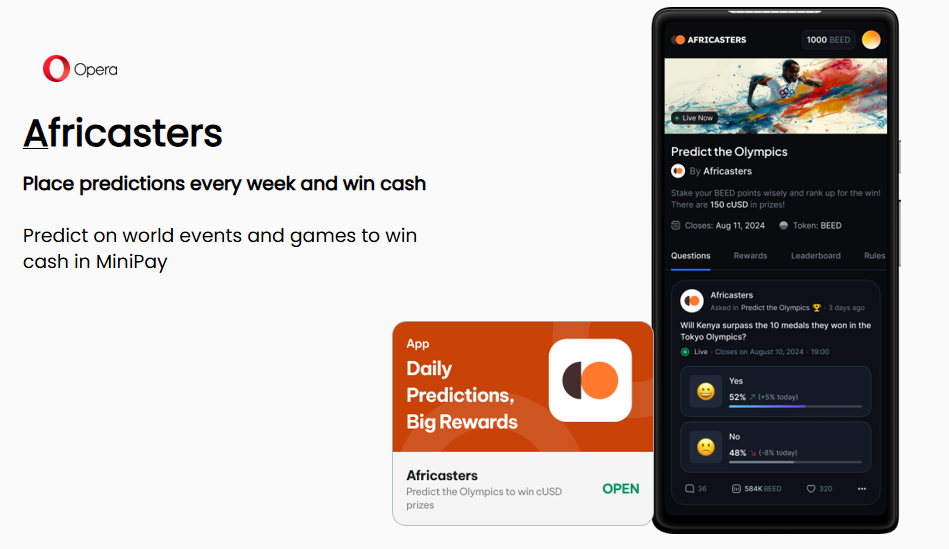 Opera
Africasters
Place predictions every week and win cash
Predict on world events and games to win
cash in MiniPay
App
Daily
Predictions,
Big Rewards
Africasters
Predict the Olympics to win cUSD
prizes
OPEN
AFRICASTERS
1000 BEED
Live Now
Predict the Olympics
By Africasters
Stake your BEED points wisely and rank up for the win!
There are 150 cUSD in prizes!
Closes: Aug 11, 2024
Token: BEED
Questions Rewards Leaderboard Rules
Africasters
Asked in Predict the Olympics 🏆 · 3 days ago
Will Kenya surpass the 10 medals they won in the
Tokyo Olympics?
Live · Closes on August 10, 2024 · 19:00
Yes
52% ↗ (+5% today)
No
48% ↘ (-8% today)
36 584K BEED 320